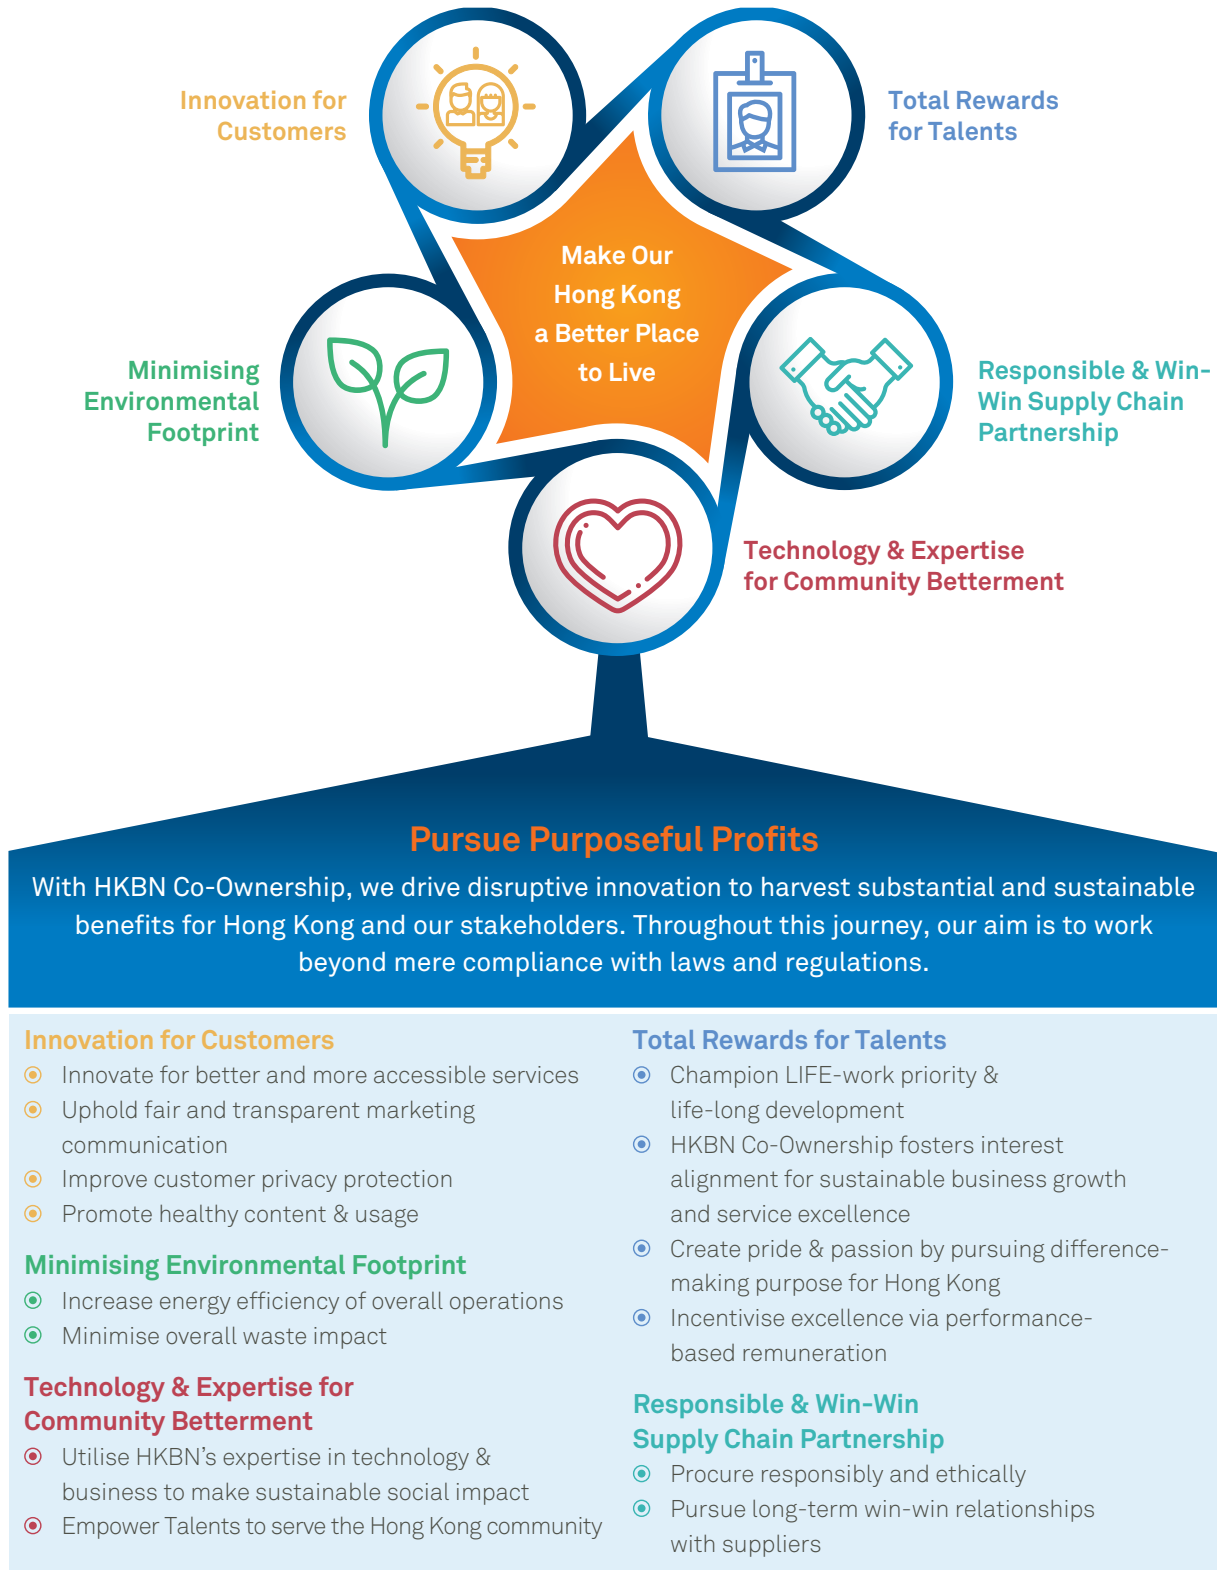 Innovation for
Customers
Total Rewards
for Talents
Make Our
Hong Kong
a Better Place
to Live
Minimising
Environmental
Footprint
Responsible & Win-
Win Supply Chain
Partnership
Technology & Expertise
for Community Betterment
Pursue Purposeful Profits
With HKBN Co-Ownership, we drive disruptive innovation to harvest substantial and sustainable
benefits for Hong Kong and our stakeholders. Throughout this journey, our aim is to work
beyond mere compliance with laws and regulations.
Innovation for Customers
Innovate for better and more accessible services
Uphold fair and transparent marketing
communication
Improve customer privacy protection
Promote healthy content & usage
Minimising Environmental Footprint
Increase energy efficiency of overall operations
Minimise overall waste impact
Technology & Expertise for
Community Betterment
Utilise HKBN’s expertise in technology &
business to make sustainable social impact
Empower Talents to serve the Hong Kong community
Total Rewards for Talents
Champion LIFE-work priority &
life-long development
HKBN Co-Ownership fosters interest
alignment for sustainable business growth
and service excellence
Create pride & passion by pursuing difference-
making purpose for Hong Kong
Incentivise excellence via performance-
based remuneration
Responsible & Win-Win
Supply Chain Partnership
Procure responsibly and ethically
Pursue long-term win-win relationships
with suppliers